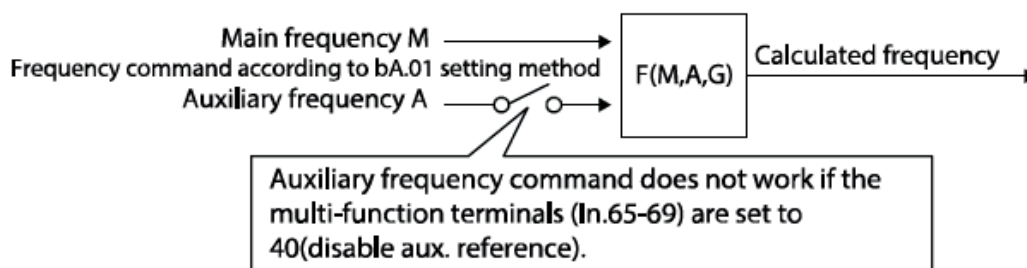 Main frequency M
Frequency command according to bA.01 setting method
Auxiliary frequency A
F(M,A,G)
Calculated frequency
Auxiliary frequency command does not work if the
multi-function terminals (In.65-69) are set to
40(disable aux. reference).